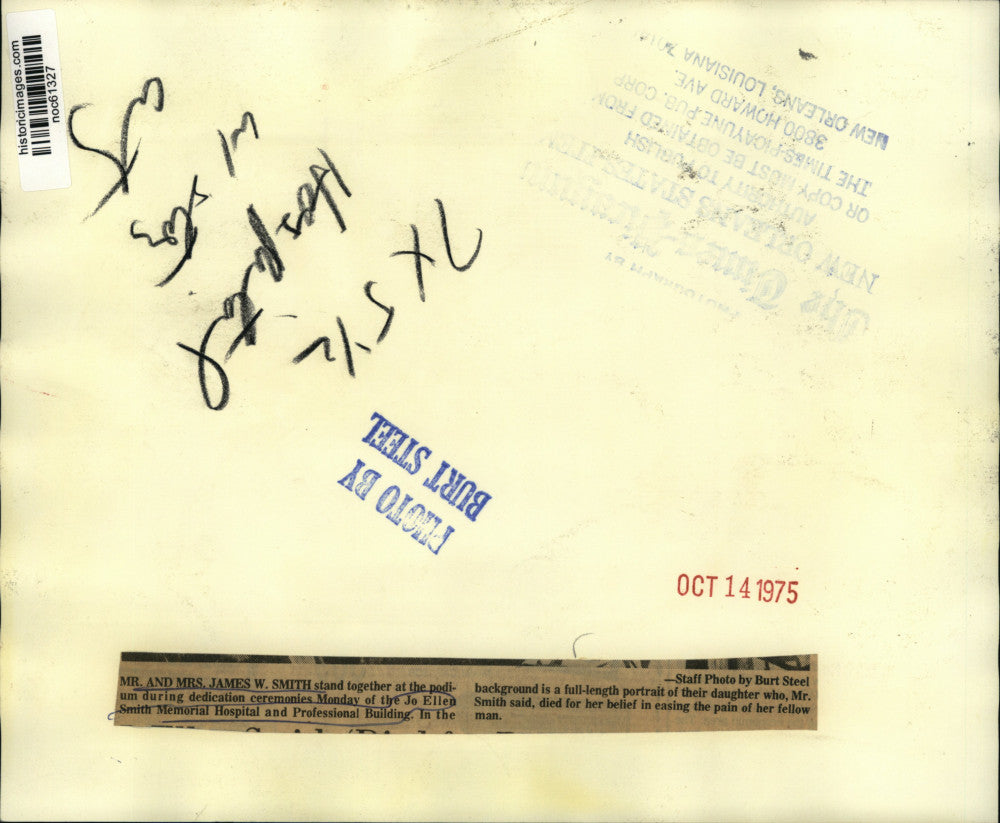 historicimages.com
noc61327
NEW ORLEANS, LOUISIANA
3800 HOWARD AVE.
THE TIMES-PICAYUNE PUB. CORP
OR COPY MUST BE OBTAINED FROM
AUTHORITY TO PUBLISH
NEW ORLEANS STATES-ITEM
The Times-Picayune
PHOTOGRAPH BY
PHOTO BY
BURT STEEL
OCT 14 1975
MR. AND MRS. JAMES W. SMITH stand together at the podi-
um during dedication ceremonies Monday of the Jo Ellen
Smith Memorial Hospital and Professional Building. In the
—Staff Photo by Burt Steel
background is a full-length portrait of their daughter who, Mr.
Smith said, died for her belief in easing the pain of her fellow
man.